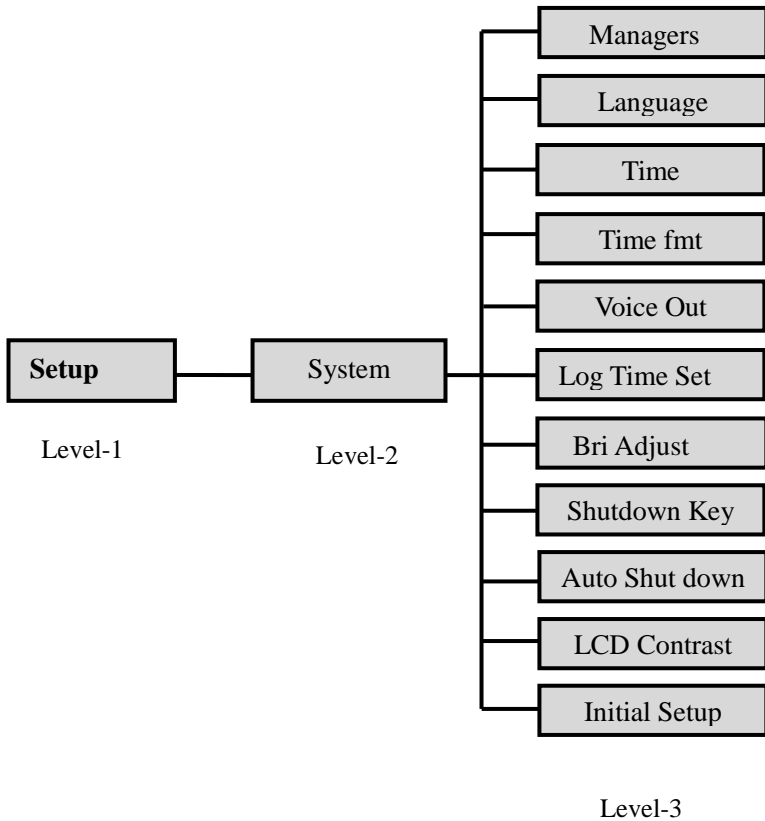 Managers
Language
Time
Time fmt
Voice Out
Setup
System
Log Time Set
Level-1
Level-2
Bri Adjust
Shutdown Key
Auto Shut down
LCD Contrast
Initial Setup
Level-3